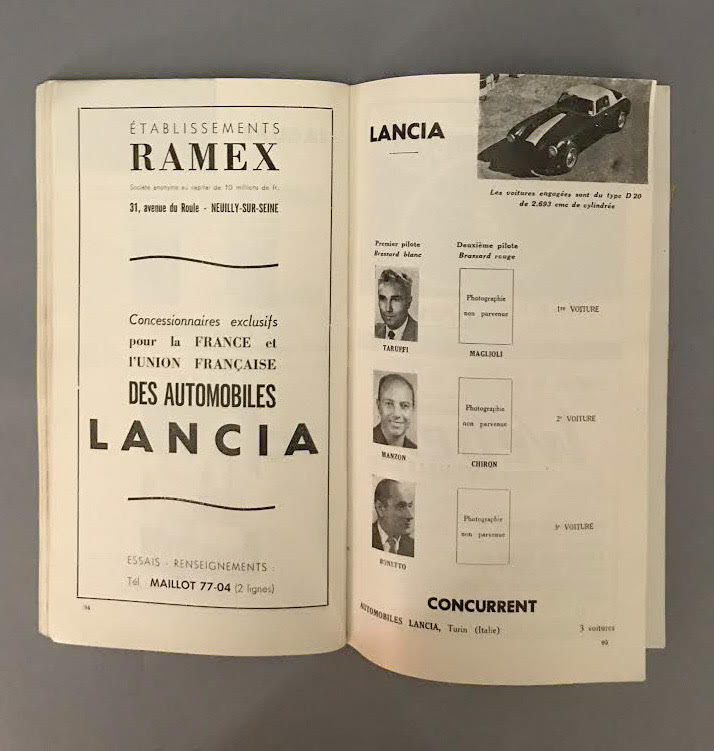 ÉTABLISSEMENTS
RAMEX
Société anonyme au capital de 10 millions de fr.
31, avenue du Roule - NEUILLY-SUR-SEINE
Concessionnaires exclusifs
pour la FRANCE et
l'UNION FRANÇAISE
DES AUTOMOBILES
LANCIA
ESSAIS - RENSEIGNEMENTS
Tél. MAILLOT 77-04 (2 lignes)
94
LANCIA
Les voitures engagées sont du type D 20
de 2.693 cmc de cylindrée
Premier pilote
Brassard blanc
Deuxième pilote
Brassard rouge
Photographie
non parvenue
1re VOITURE
TARUFFI
MAGLIOLI
Photographie
non parvenue
2e VOITURE
MANZON
CHIRON
Photographie
non parvenue
3e VOITURE
BONETTO
CONCURRENT
AUTOMOBILES LANCIA, Turin (Italie) 3 voitures
95